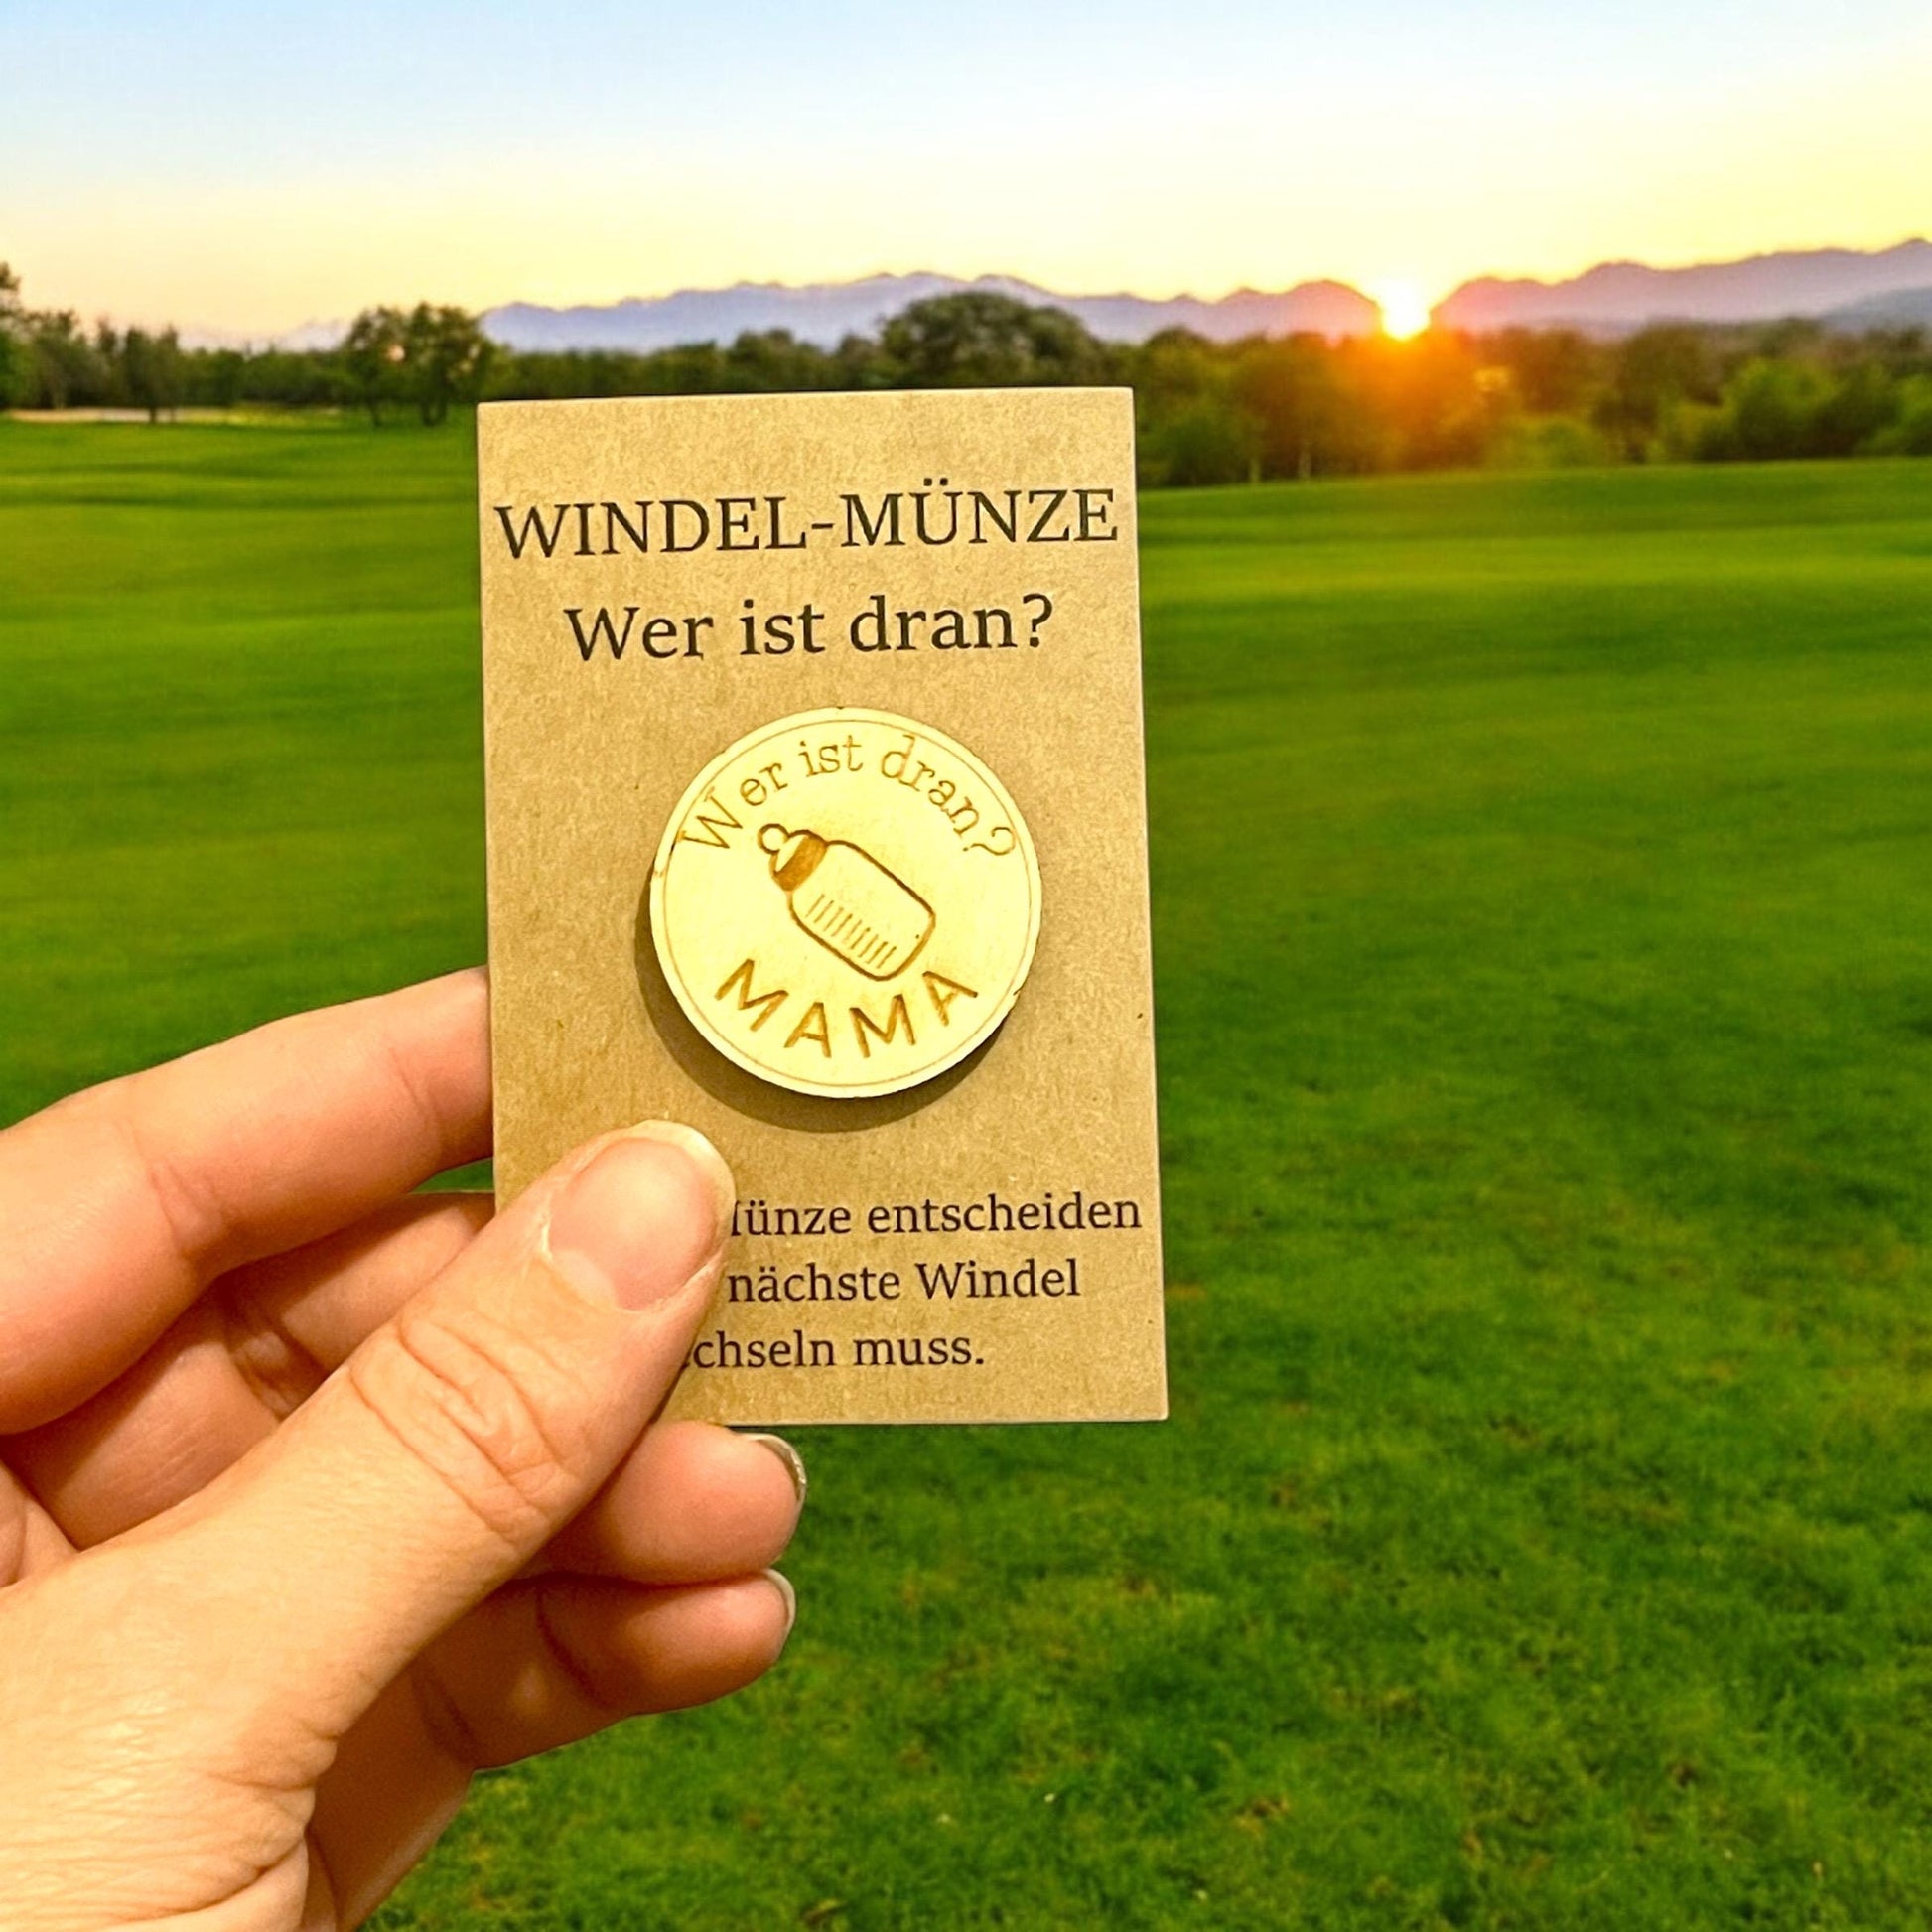 WINDEL-MÜNZE
Wer ist dran?
Wer ist dran?
MAMA
entscheiden
nächste Windel
muss.